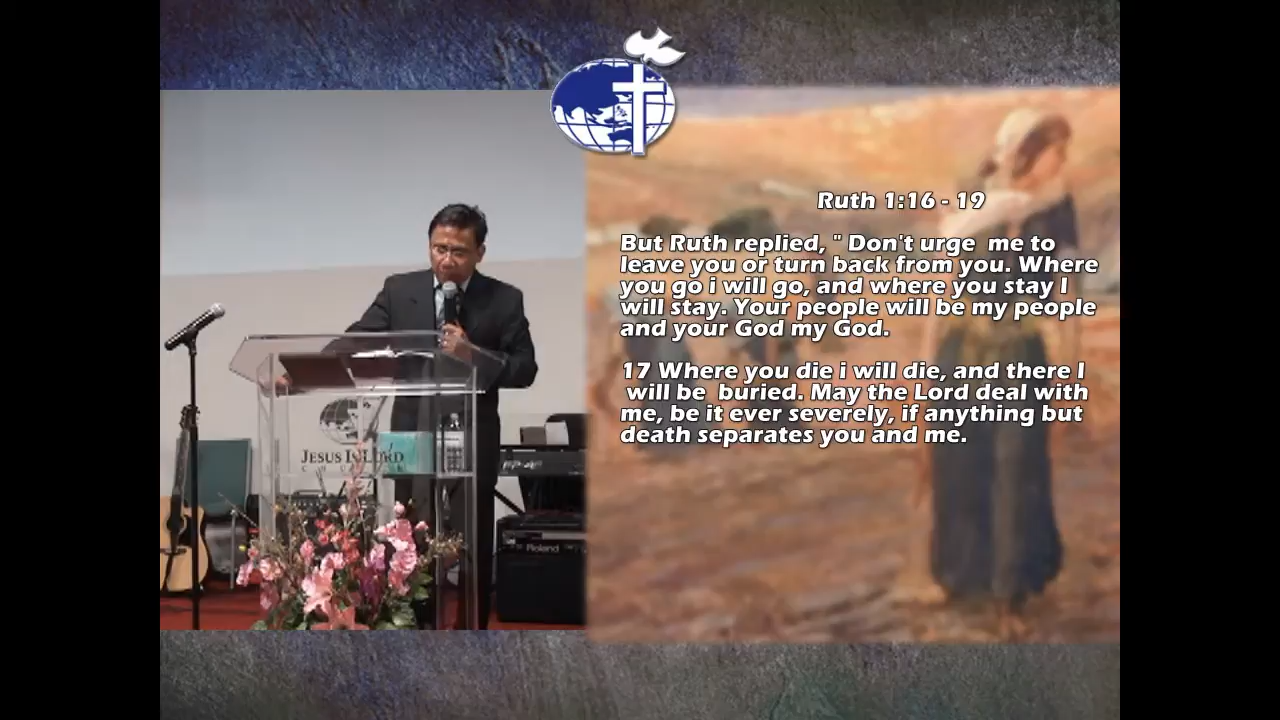 Ruth 1:16 - 19
But Ruth replied, " Don't urge  me to
leave you or turn back from you. Where
you go i will go, and where you stay I
will stay. Your people will be my people
and your God my God.
17 Where you die i will die, and there I
will be  buried. May the Lord deal with
me, be it ever severely, if anything but
death separates you and me.
JESUS IS LORD
CHURCH
Roland